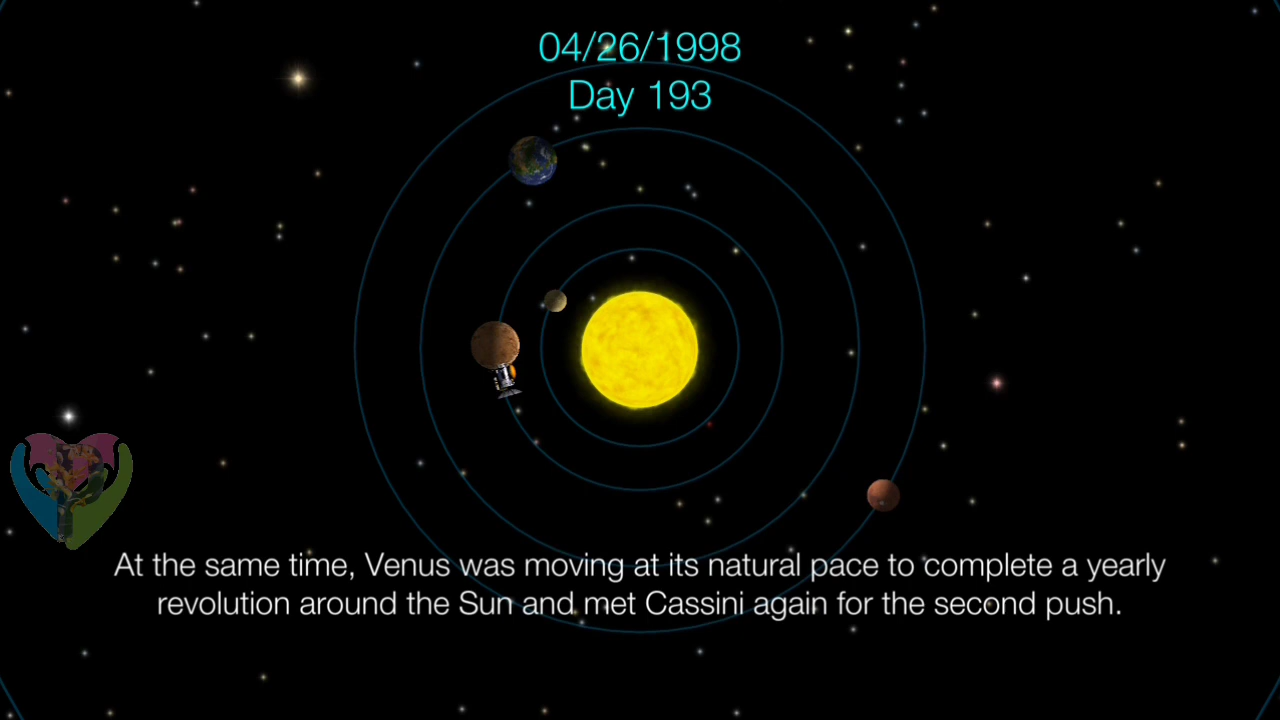 04/26/1998
Day 193
At the same time, Venus was moving at its natural pace to complete a yearly
revolution around the Sun and met Cassini again for the second push.